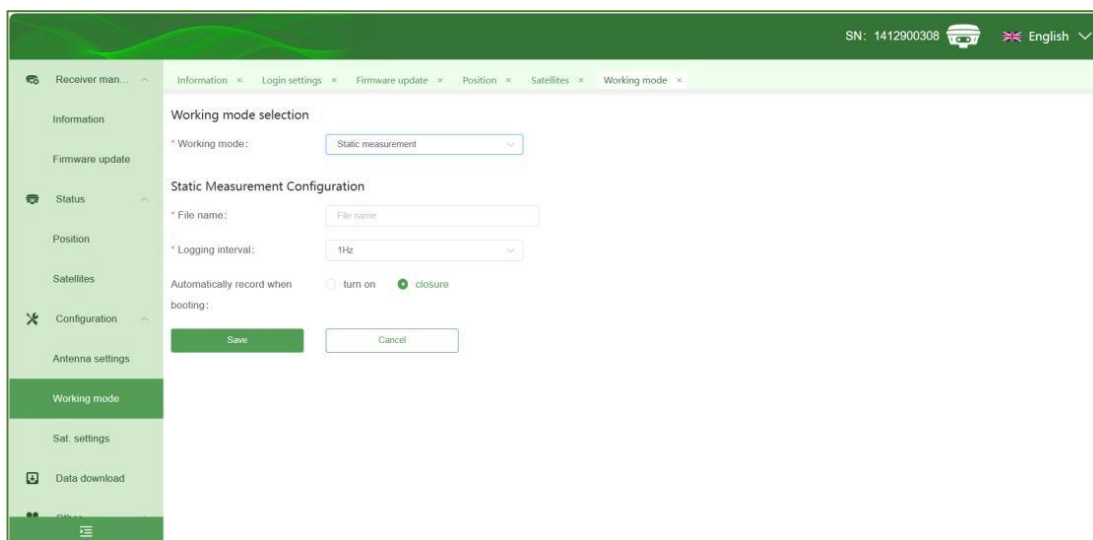 SN: 1412900308 English
Receiver man...
Information
Firmware update
Status
Position
Satellites
Configuration
Antenna settings
Working mode
Sat. settings
Data download
Other
Information × Login settings × Firmware update × Position × Satellites × Working mode ×
Working mode selection
* Working mode: Static measurement
Static Measurement Configuration
* File name: File name
* Logging interval: 1Hz
Automatically record when booting: turn on closure
Save Cancel